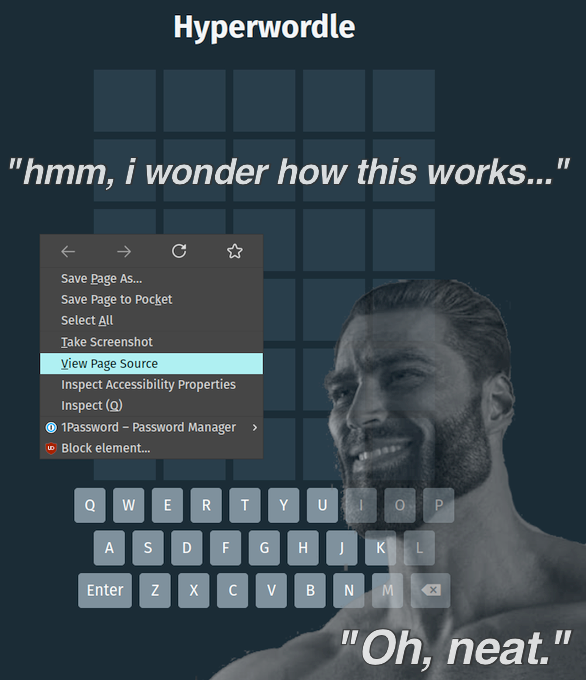 Hyperwordle
"hmm, i wonder how this works..."
Save Page As...
Save Page to Pocket
Select All
Take Screenshot
View Page Source
Inspect Accessibility Properties
Inspect (Q)
1Password – Password Manager
Block element...
Q W E R T Y U I O P
A S D F G H J K L
Enter Z X C V B N M
"Oh, neat."